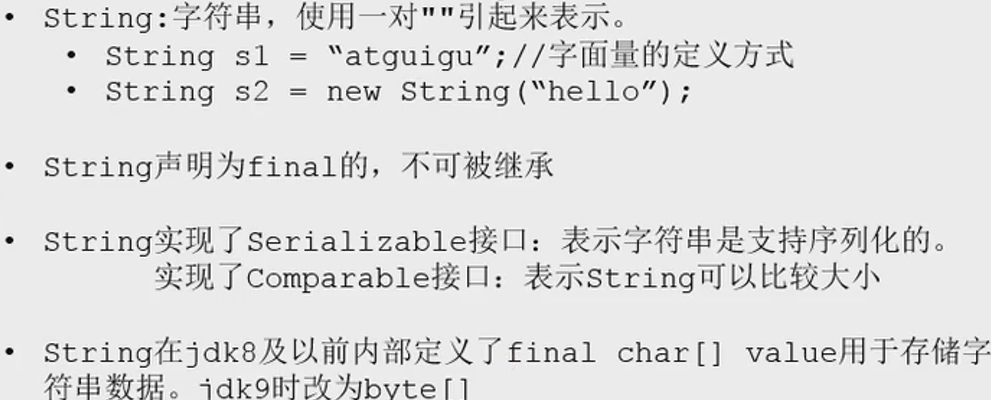 • String:字符串，使用一对""引起来表示。
• String s1 = “atguigu”;//字面量的定义方式
• String s2 = new String(“hello”);
• String声明为final的，不可被继承
• String实现了Serializable接口：表示字符串是支持序列化的。
实现了Comparable接口：表示String可以比较大小
• String在jdk8及以前内部定义了final char[] value用于存储字
符串数据。jdk9时改为byte[]